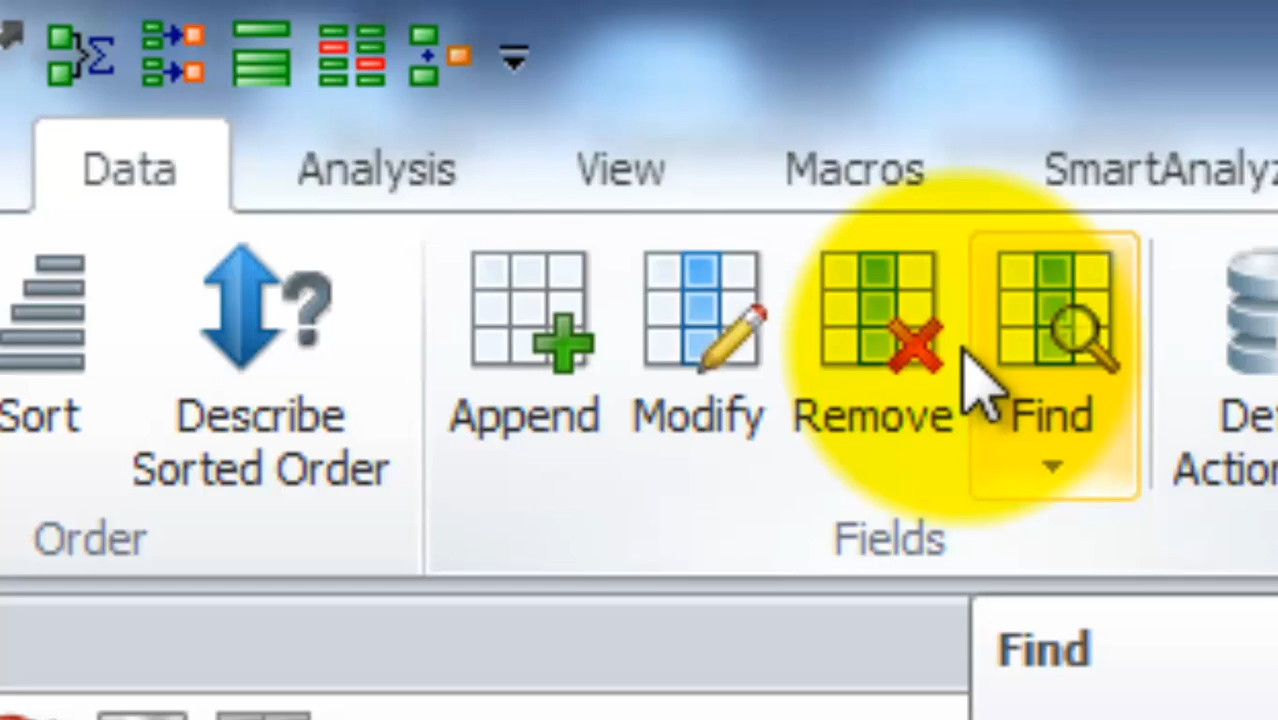 Data Analysis View Macros
Sort Describe Sorted Order Append Modify Remove Find
Order Fields
Find